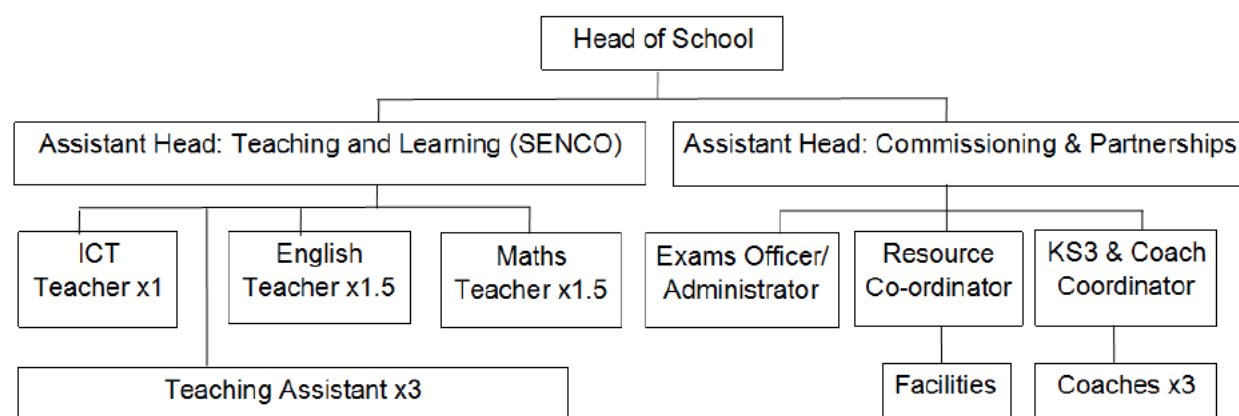 Head of School
Assistant Head: Teaching and Learning (SENCO)
Assistant Head: Commissioning & Partnerships
ICT
Teacher x1
English
Teacher x1.5
Maths
Teacher x1.5
Exams Officer/
Administrator
Resource
Co-ordinator
KS3 & Coach
Coordinator
Teaching Assistant x3
Facilities
Coaches x3